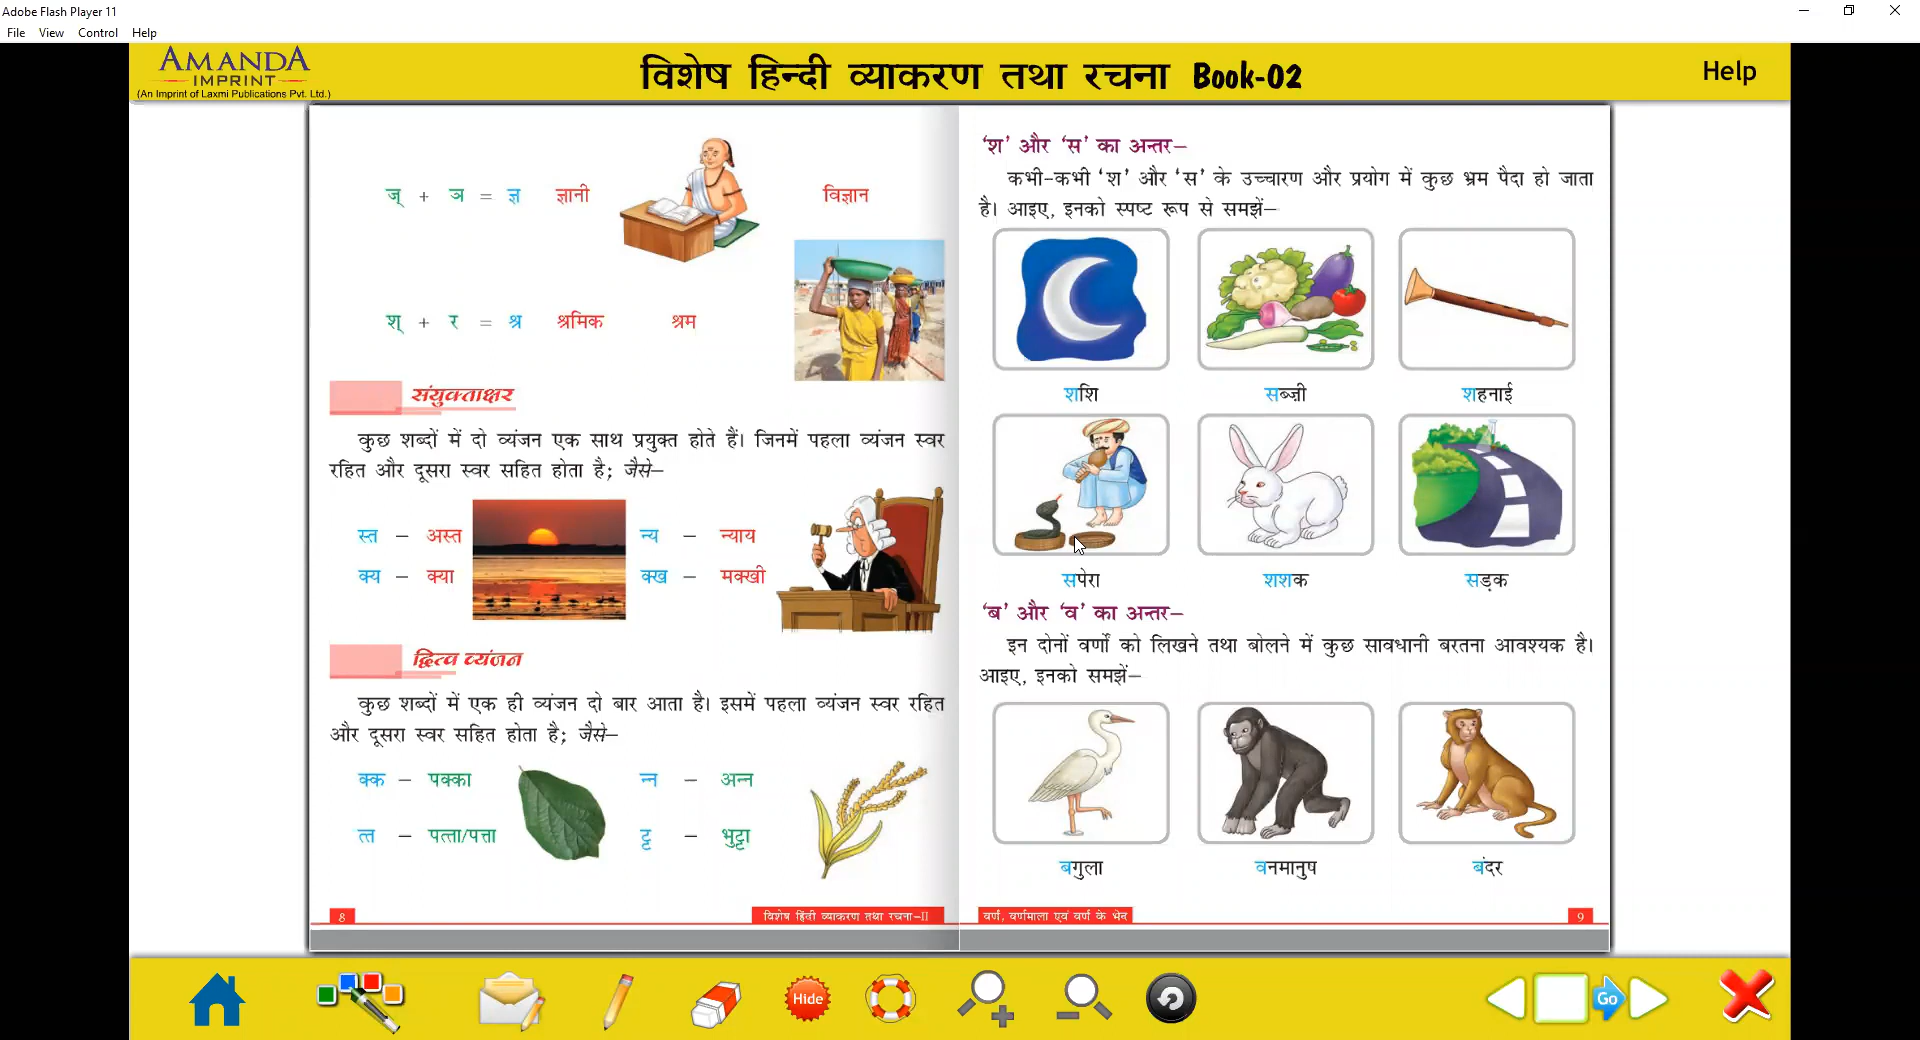 Adobe Flash Player 11
File View Control Help
AMANDA
IMPRINT
(An Imprint of Laxmi Publications Pvt. Ltd.)
विशेष हिन्दी व्याकरण तथा रचना Book-02
Help
ज् + ञ = ज्ञ ज्ञानी विज्ञान
श् + र = श्र श्रमिक श्रम
संयुक्ताक्षर
कुछ शब्दों में दो व्यंजन एक साथ प्रयुक्त होते हैं। जिनमें पहला व्यंजन स्वर
रहित और दूसरा स्वर सहित होता है; जैसे–
स्त – अस्त न्य – न्याय
क्य – क्या क्ख – मक्खी
द्वित्व व्यंजन
कुछ शब्दों में एक ही व्यंजन दो बार आता है। इसमें पहला व्यंजन स्वर रहित
और दूसरा स्वर सहित होता है; जैसे–
क्क – पक्का न्न – अन्न
त्त – पत्ता/पत्ता ट्ट – भुट्टा
8 विशेष हिंदी व्याकरण तथा रचना–II
‘श’ और ‘स’ का अन्तर–
कभी-कभी ‘श’ और ‘स’ के उच्चारण और प्रयोग में कुछ भ्रम पैदा हो जाता
है। आइए, इनको स्पष्ट रूप से समझें–
शशि सब्ज़ी शहनाई
सपेरा शशक सड़क
‘ब’ और ‘व’ का अन्तर–
इन दोनों वर्णों को लिखने तथा बोलने में कुछ सावधानी बरतना आवश्यक है।
आइए, इनको समझें–
बगुला वनमानुष बंदर
वर्ण, वर्णमाला एवं वर्ण के भेद 9
Hide
Go